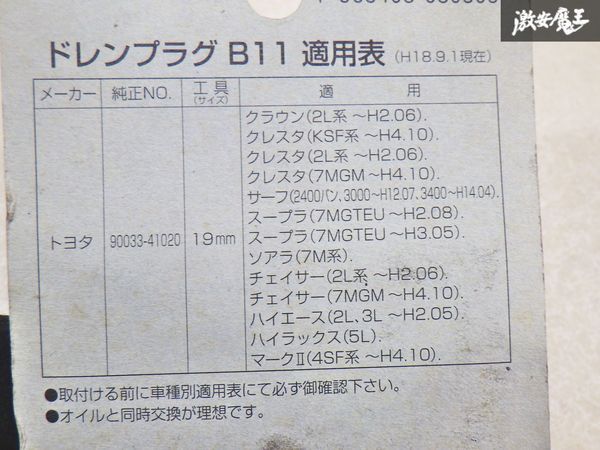 激安魔王
ドレンプラグ B11 適用表 (H18.9.1現在)
メーカー 純正NO. 工具(サイズ) 適用
トヨタ 90033-41020 19mm
クラウン(2L系 ～H2.06).
クレスタ(KSF系～H4.10).
クレスタ(2L系 ～H2.06).
クレスタ(7MGM ～H4.10).
サーフ(2400バン、3000～H12.07、3400～H14.04).
スープラ(7MGTEU ～H2.08).
スープラ(7MGTEU ～H3.05).
ソアラ(7M系).
チェイサー(2L系 ～H2.06).
チェイサー(7MGM ～H4.10).
ハイエース(2L、3L ～H2.05).
ハイラックス(5L).
マークⅡ(4SF系 ～H4.10).
●取付ける前に車種別適用表にて必ず御確認下さい。
●オイルと同時交換が理想です。